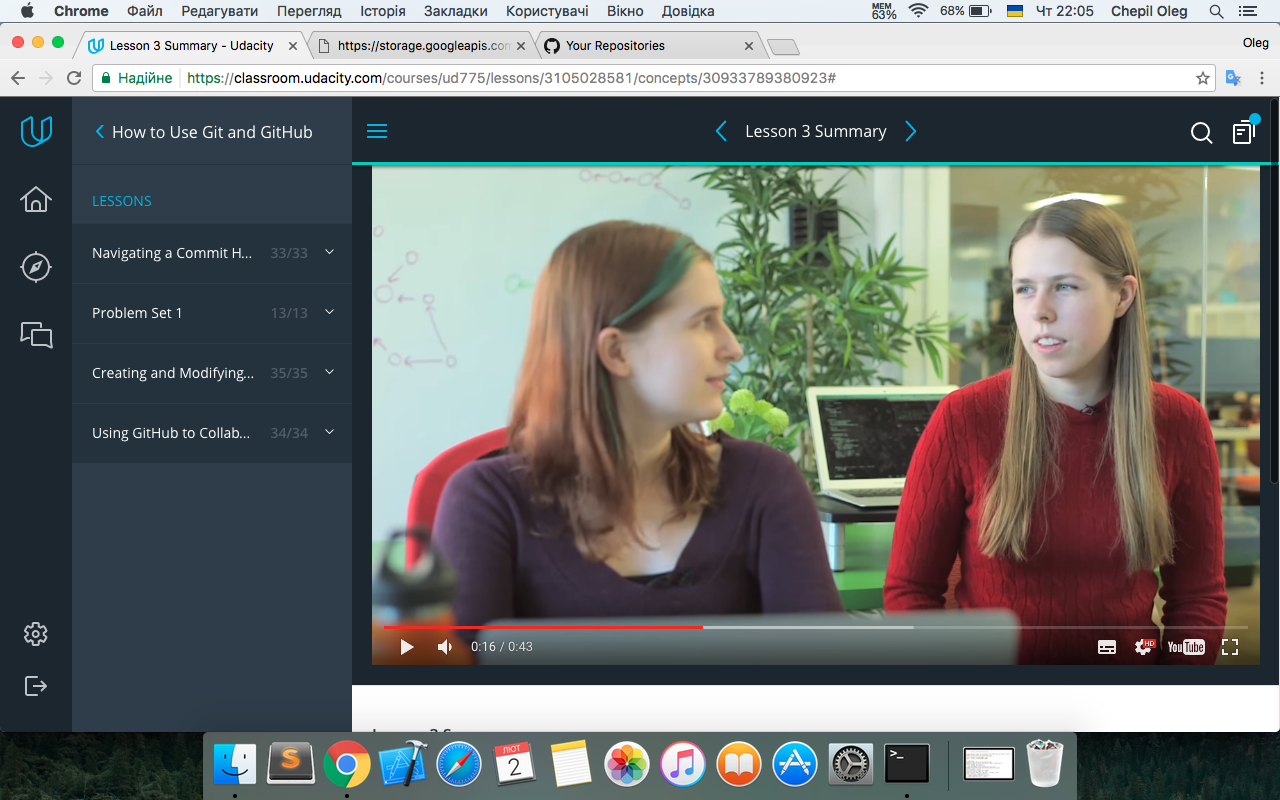 Chrome Файл Редагувати Перегляд Історія Закладки Користувачі Вікно Довідка MEM 63% 68% Чт 22:05 Chepil Oleg
Lesson 3 Summary - Udacity https://storage.googleapis.con Your Repositories Oleg
Надійне https://classroom.udacity.com/courses/ud775/lessons/3105028581/concepts/30933789380923#
How to Use Git and GitHub
Lesson 3 Summary
LESSONS
Navigating a Commit H... 33/33
Problem Set 1 13/13
Creating and Modifying... 35/35
Using GitHub to Collab... 34/34
0:16 / 0:43 HD YouTube
S ЛЮТ 2 >_